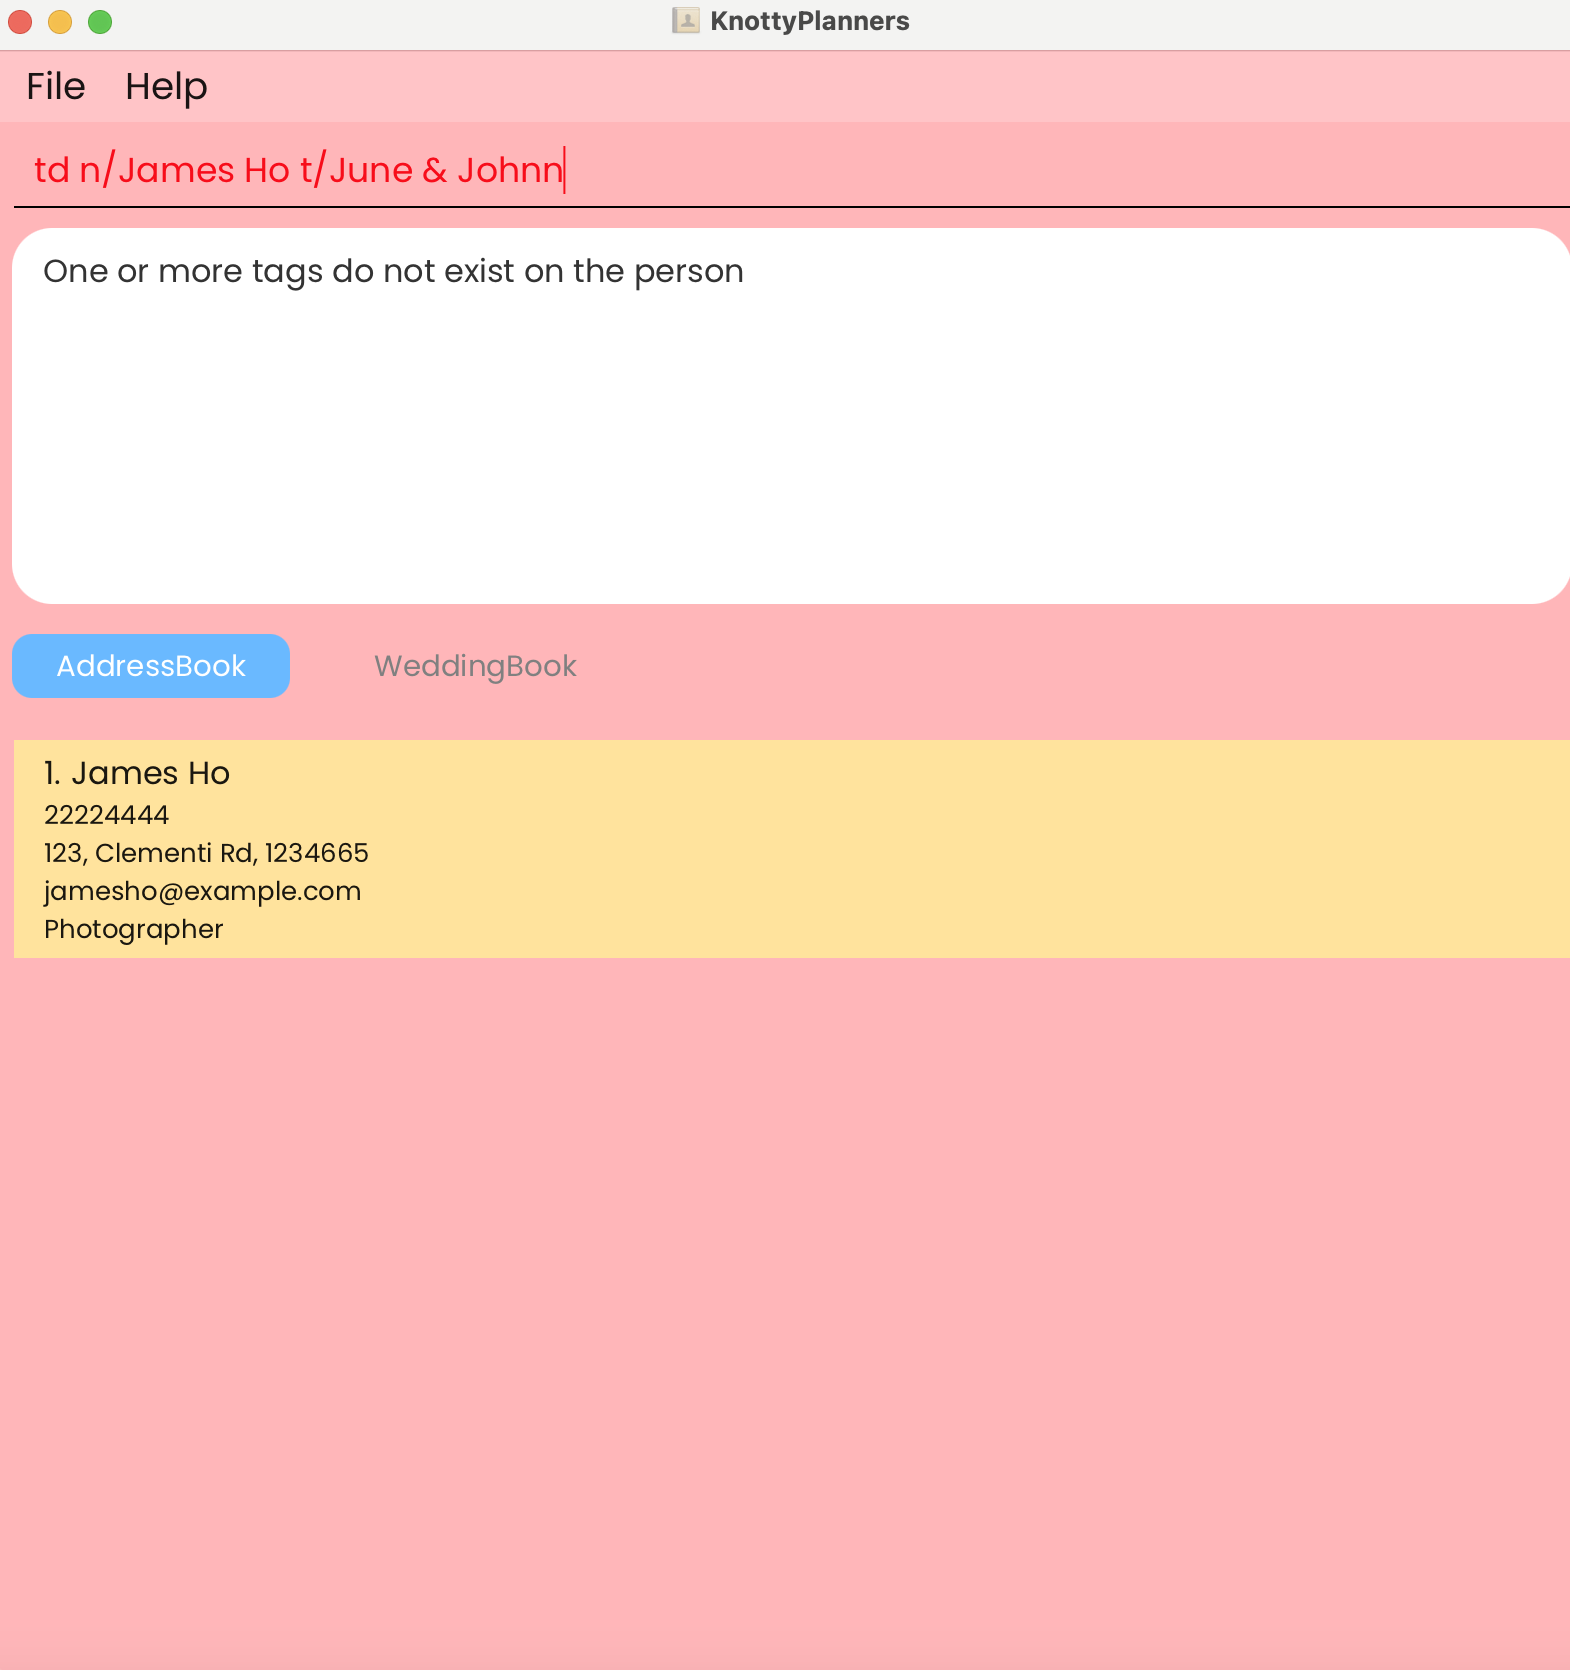 KnottyPlanners
File Help
td n/James Ho t/June & Johnn
One or more tags do not exist on the person
AddressBook WeddingBook
1. James Ho
22224444
123, Clementi Rd, 1234665
jamesho@example.com
Photographer